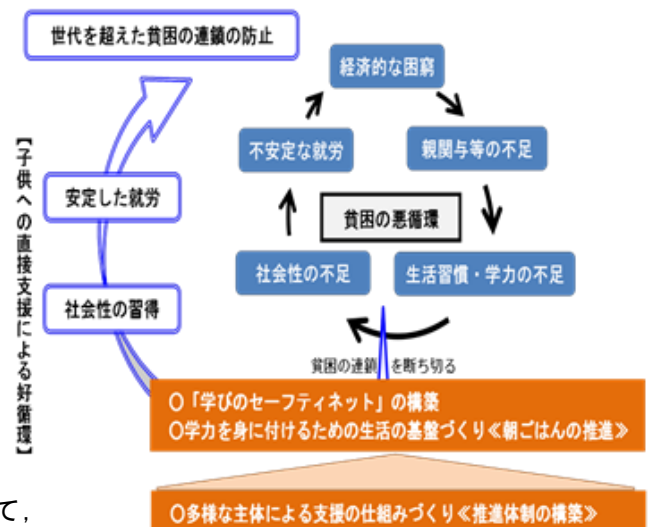 世代を超えた貧困の連鎖の防止
経済的な困窮
不安定な就労
親関与等の不足
【子供への直接支援による好循環】
安定した就労
貧困の悪循環
社会性の不足
生活習慣・学力の不足
社会性の習得
貧困の連鎖を断ち切る
〇「学びのセーフティネット」の構築
〇学力を身に付けるための生活の基盤づくり≪朝ごはんの推進≫
て，
〇多様な主体による支援の仕組みづくり≪推進体制の構築≫